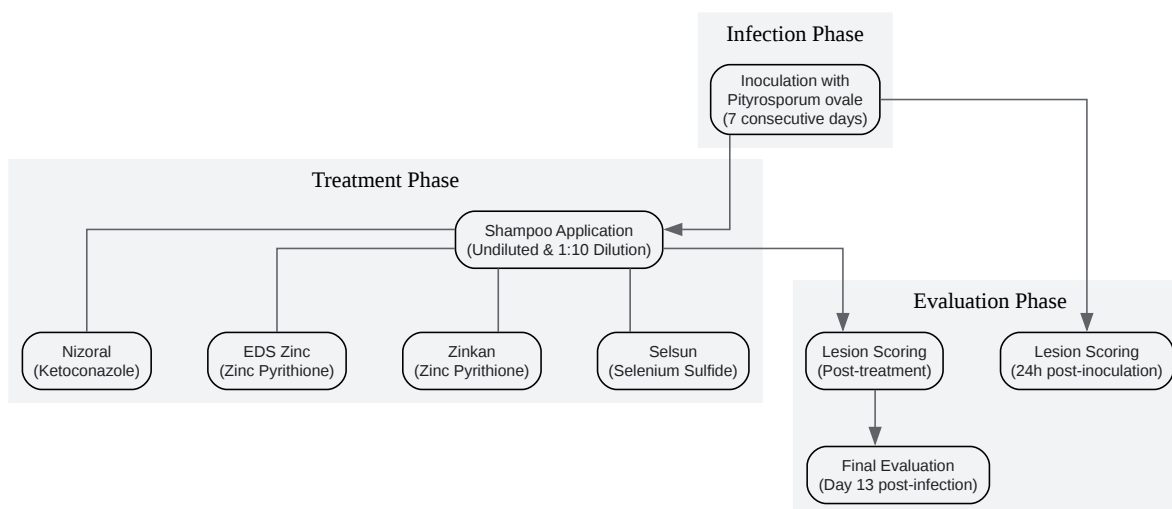 Infection Phase
Inoculation with
Pityrosporum ovale
(7 consecutive days)
Treatment Phase
Shampoo Application
(Undiluted & 1:10 Dilution)
Nizoral
(Ketoconazole)
EDS Zinc
(Zinc Pyrithione)
Zinkan
(Zinc Pyrithione)
Selsun
(Selenium Sulfide)
Evaluation Phase
Lesion Scoring
(Post-treatment)
Lesion Scoring
(24h post-inoculation)
Final Evaluation
(Day 13 post-infection)